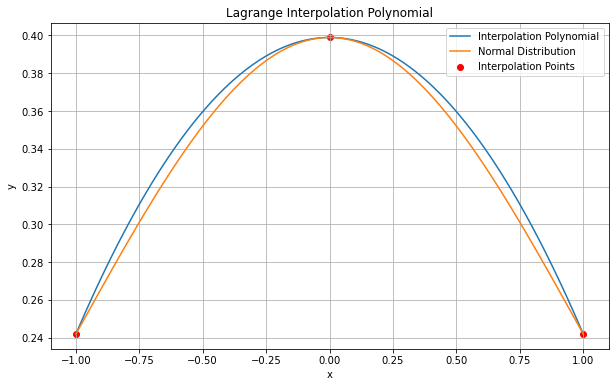 Lagrange Interpolation Polynomial
Interpolation Polynomial
Normal Distribution
Interpolation Points
y
0.40
0.38
0.36
0.34
0.32
0.30
0.28
0.26
0.24
−1.00 −0.75 −0.50 −0.25 0.00 0.25 0.50 0.75 1.00
x